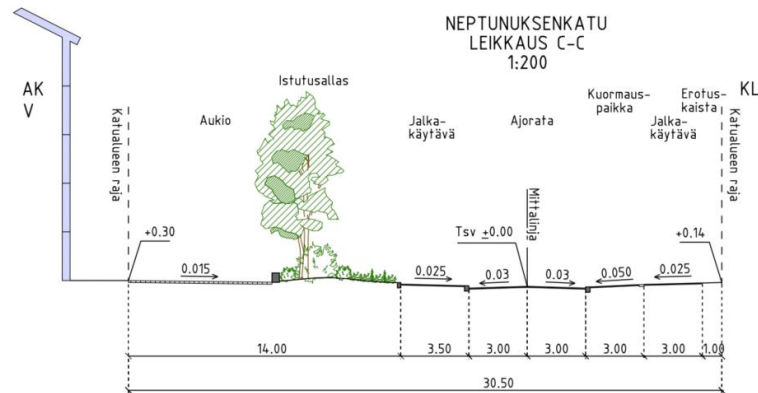 NEPTUNUKSENKATU
LEIKKAUS C-C
1:200
AK
V
Katualueen raja
Aukio
Istutusallas
Jalka-
käytävä
Ajorata
Kuormaus-
paikka
Jalka-
käytävä
Erotus-
kaista
KL
Katualueen raja
+0.30
Tsv ±0.00
Mittalinja
+0.14
0.015
0.025
0.03
0.03
0.050
0.025
14.00
3.50
3.00
3.00
3.00
3.00
1.00
30.50